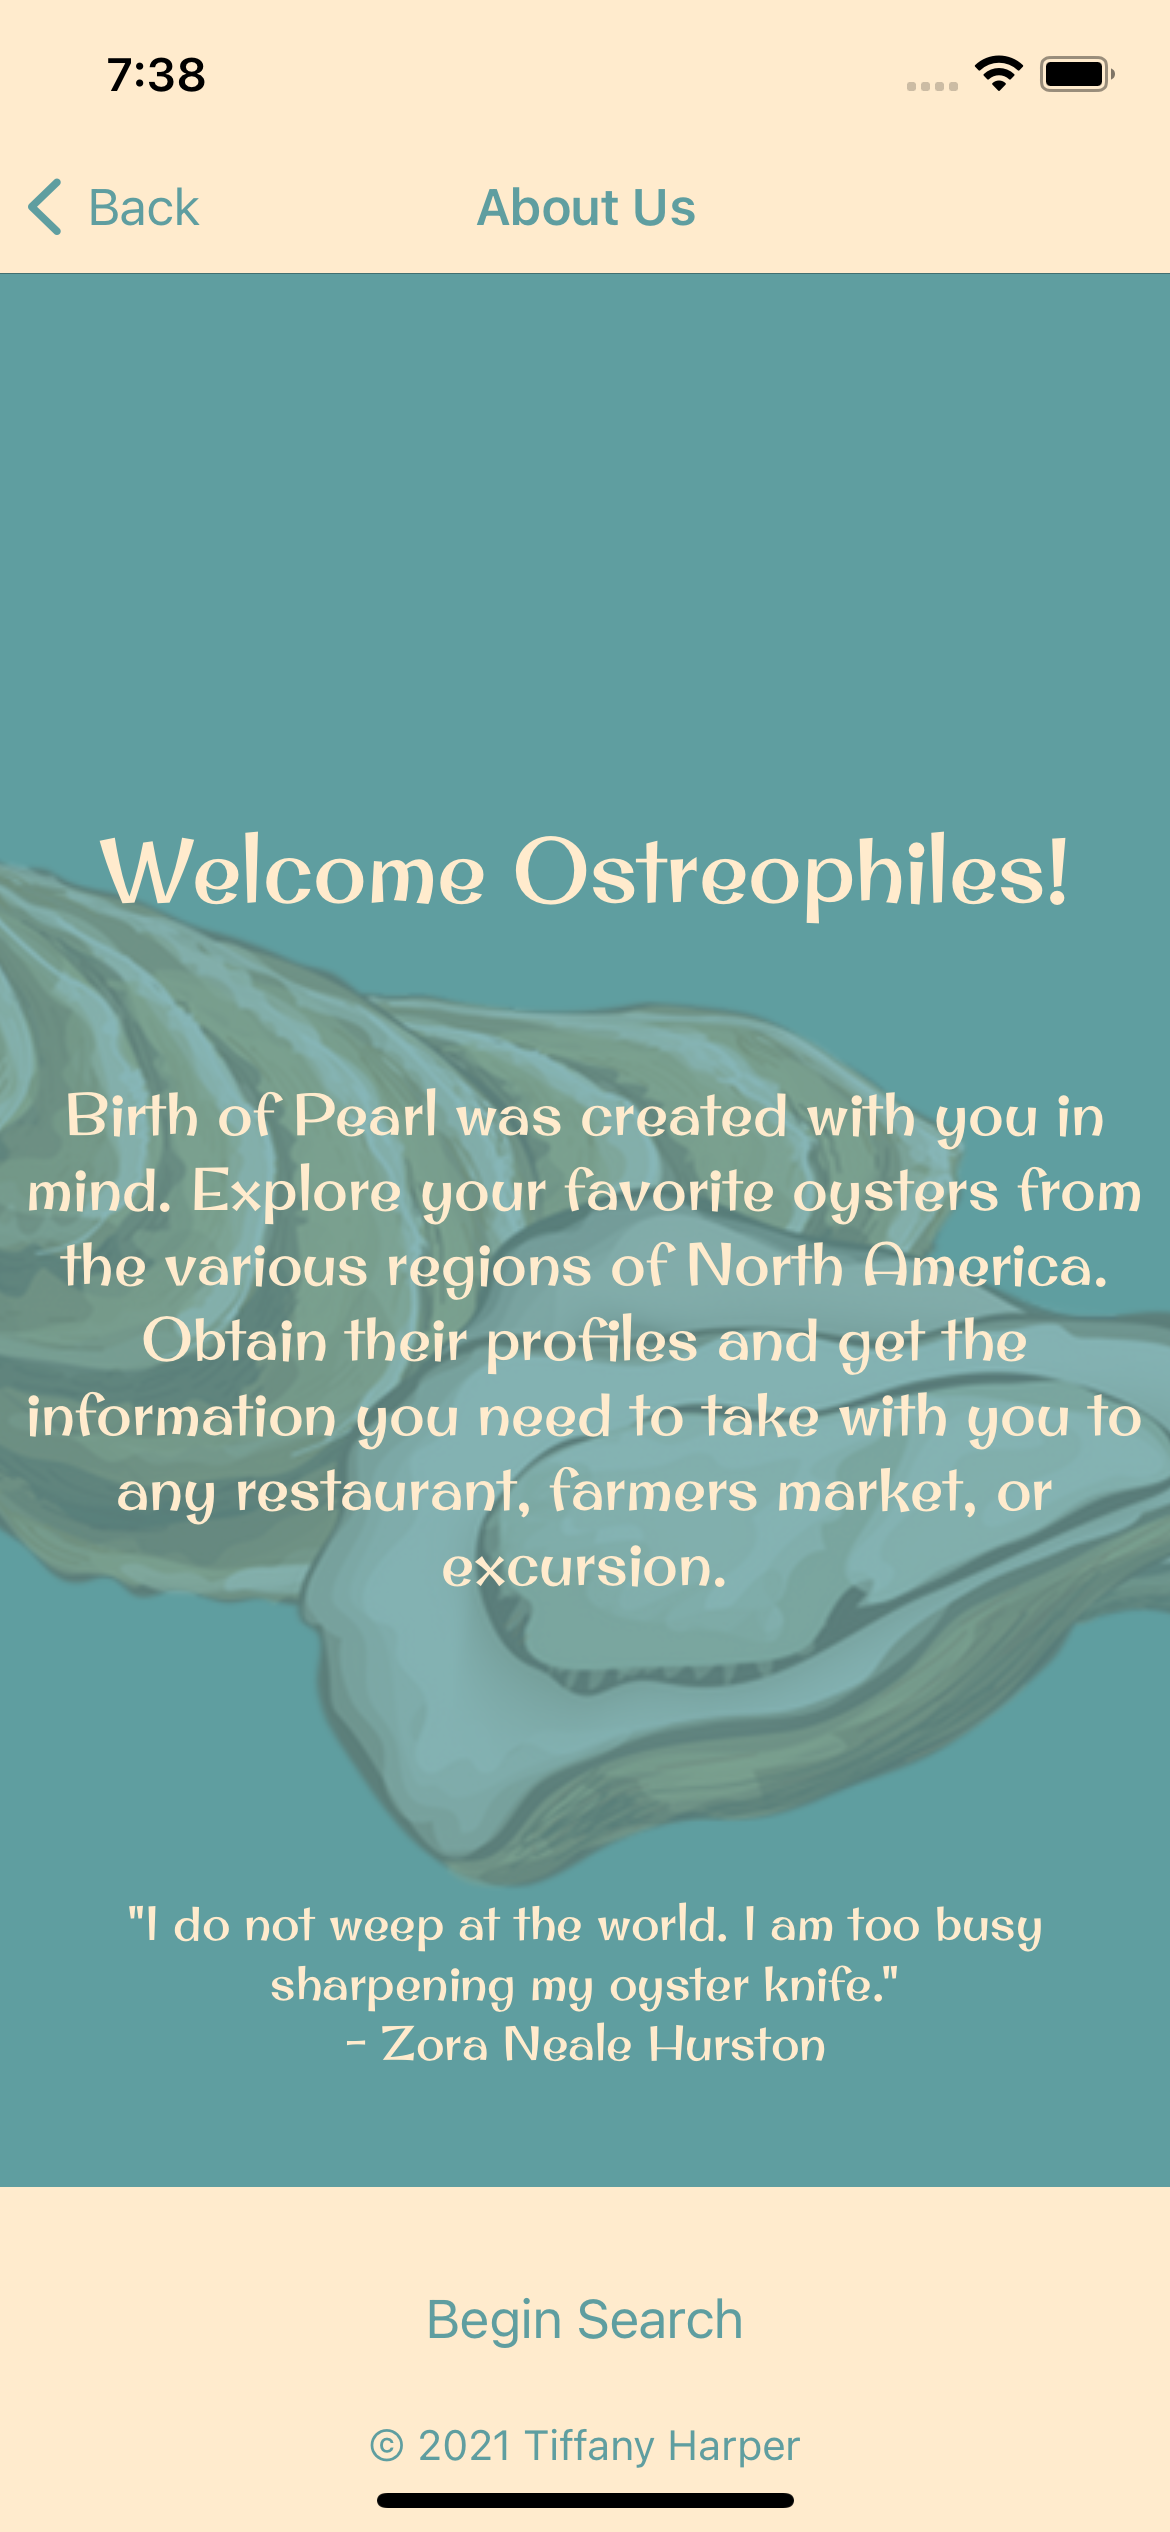 7:38
Back
About Us
Welcome Ostreophiles!
Birth of Pearl was created with you in
mind. Explore your favorite oysters from
the various regions of North America.
Obtain their profiles and get the
information you need to take with you to
any restaurant, farmers market, or
excursion.
"I do not weep at the world. I am too busy
sharpening my oyster knife."
- Zora Neale Hurston
Begin Search
© 2021 Tiffany Harper